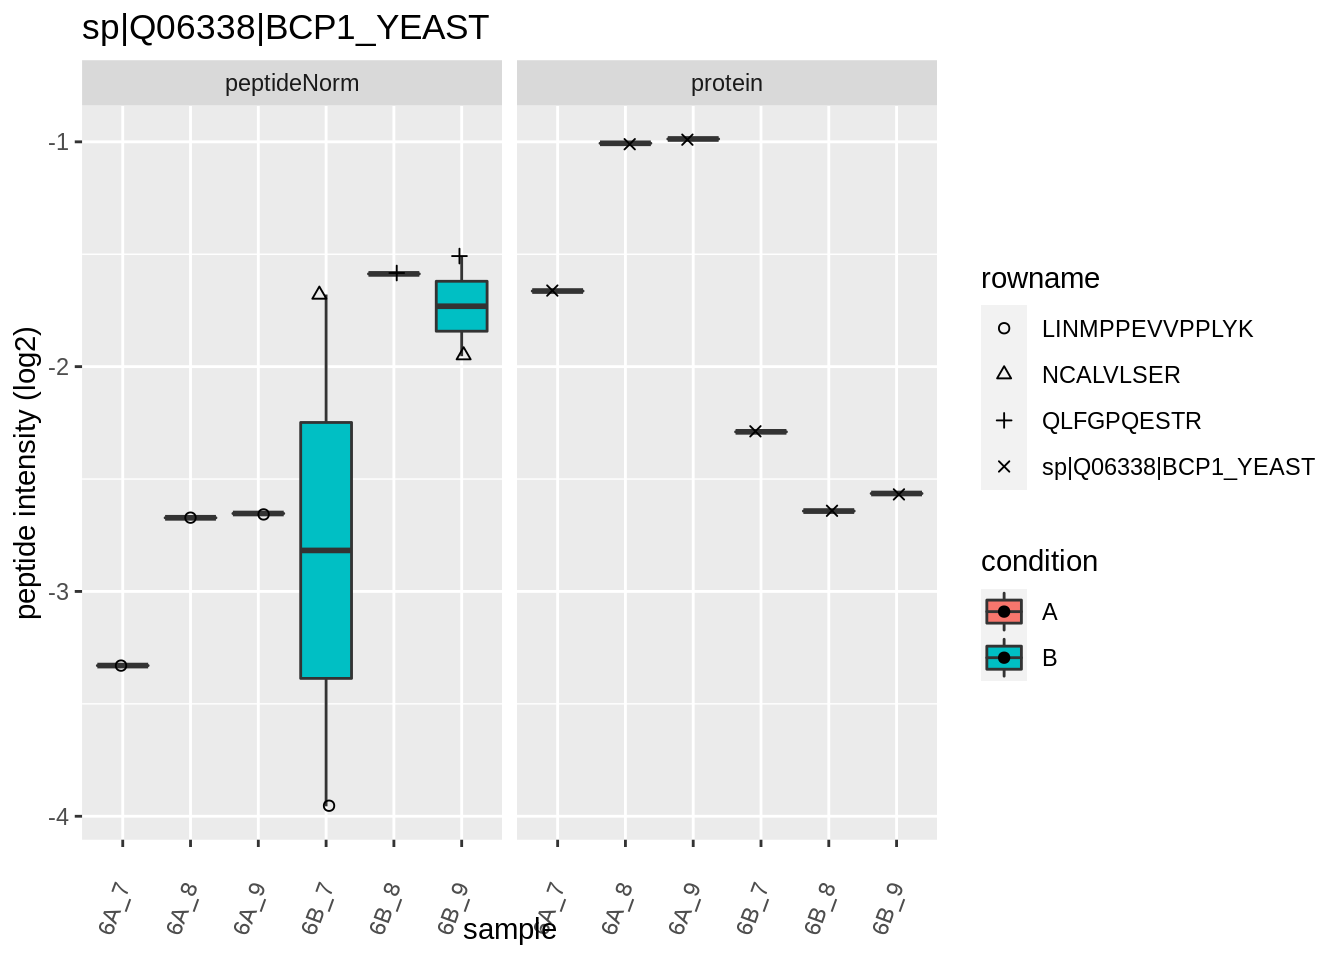 sp|Q06338|BCP1_YEAST
peptideNorm
protein
peptide intensity (log2)
-1
-2
-3
-4
6A_7
6A_8
6A_9
6B_7
6B_8
6B_9
6A_7
6A_8
6A_9
6B_7
6B_8
6B_9
sample
rowname
LINMPPEVVPPLYK
NCALVLSER
QLFGPQESTR
sp|Q06338|BCP1_YEAST
condition
A
B